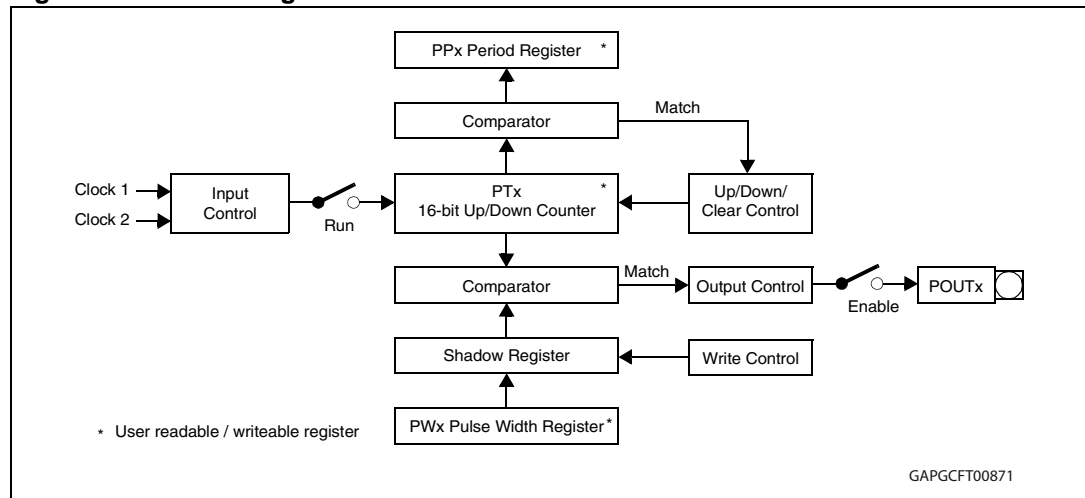 PPx Period Register *
Comparator
Match
Clock 1
Clock 2
Input
Control
Run
PTx *
16-bit Up/Down Counter
Up/Down/
Clear Control
Comparator
Match
Output Control
Enable
POUTx
Shadow Register
Write Control
PWx Pulse Width Register *
* User readable / writeable register
GAPGCFT00871